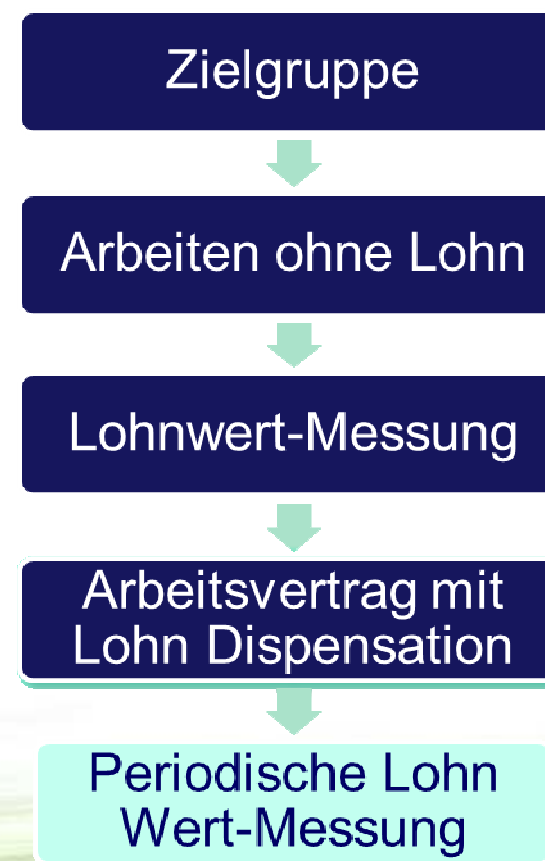 Zielgruppe
Arbeiten ohne Lohn
Lohnwert-Messung
Arbeitsvertrag mit
Lohn Dispensation
Periodische Lohn
Wert-Messung